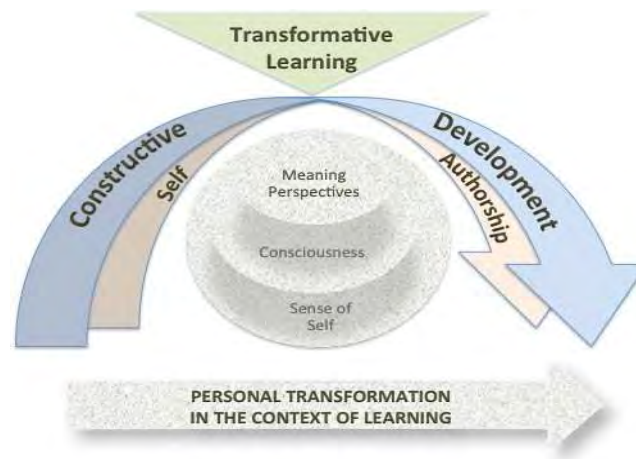 Transformative
Learning
Constructive
Development
Self
Authorship
Meaning
Perspectives
Consciousness
Sense of
Self
PERSONAL TRANSFORMATION
IN THE CONTEXT OF LEARNING